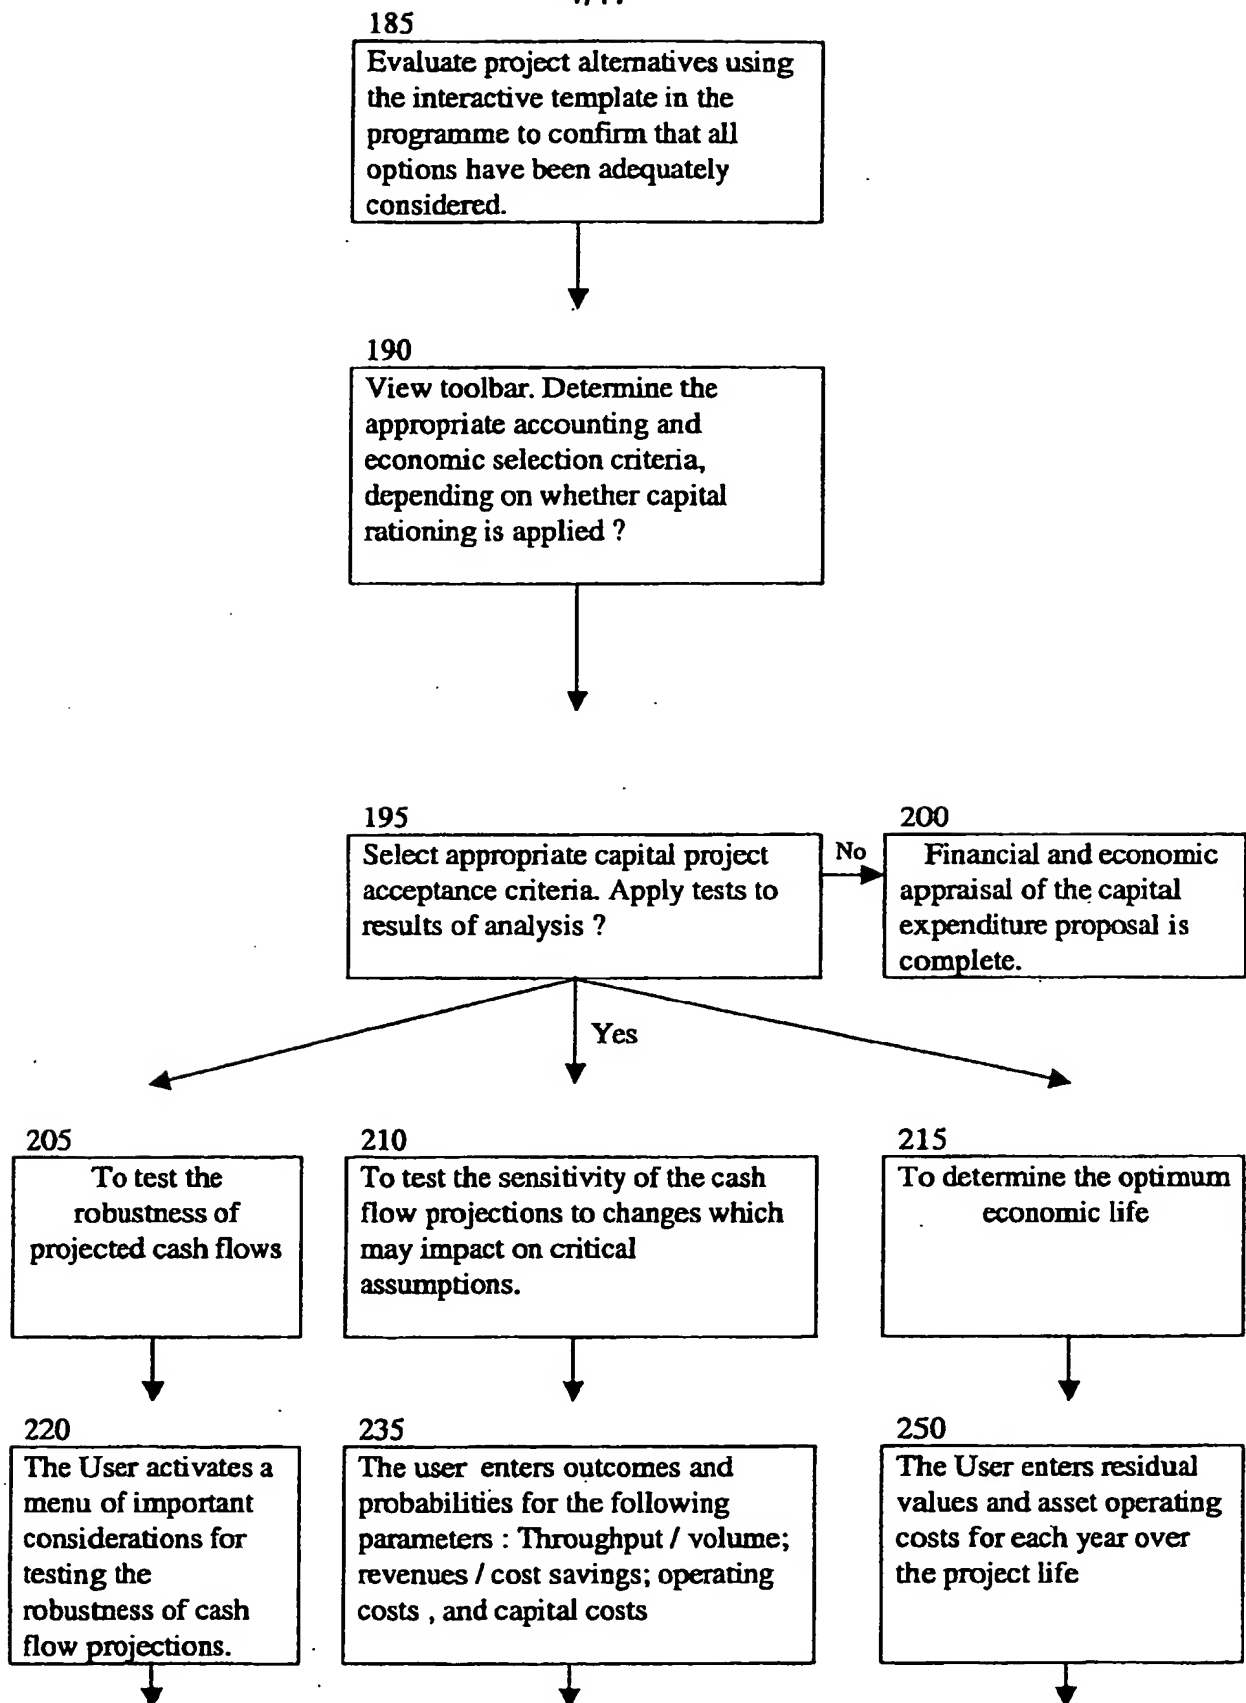 185
Evaluate project alternatives using
the interactive template in the
programme to confirm that all
options have been adequately
considered.
190
View toolbar. Determine the
appropriate accounting and
economic selection criteria,
depending on whether capital
rationing is applied ?
195
Select appropriate capital project
acceptance criteria. Apply tests to
results of analysis ?
No
200
Financial and economic
appraisal of the capital
expenditure proposal is
complete.
Yes
205
To test the
robustness of
projected cash flows
210
To test the sensitivity of the cash
flow projections to changes which
may impact on critical
assumptions.
215
To determine the optimum
economic life
220
The User activates a
menu of important
considerations for
testing the
robustness of cash
flow projections.
235
The user enters outcomes and
probabilities for the following
parameters : Throughput / volume;
revenues / cost savings; operating
costs , and capital costs
250
The User enters residual
values and asset operating
costs for each year over
the project life